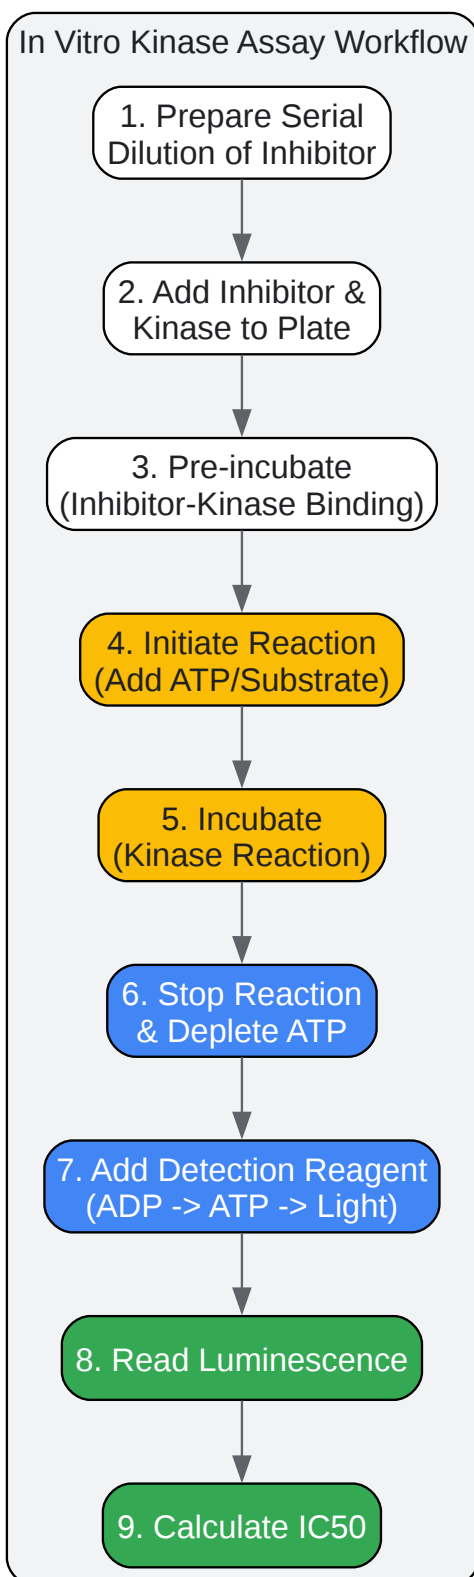 In Vitro Kinase Assay Workflow
1. Prepare Serial
Dilution of Inhibitor
2. Add Inhibitor &
Kinase to Plate
3. Pre-incubate
(Inhibitor-Kinase Binding)
4. Initiate Reaction
(Add ATP/Substrate)
5. Incubate
(Kinase Reaction)
6. Stop Reaction
& Deplete ATP
7. Add Detection Reagent
(ADP -> ATP -> Light)
8. Read Luminescence
9. Calculate IC50